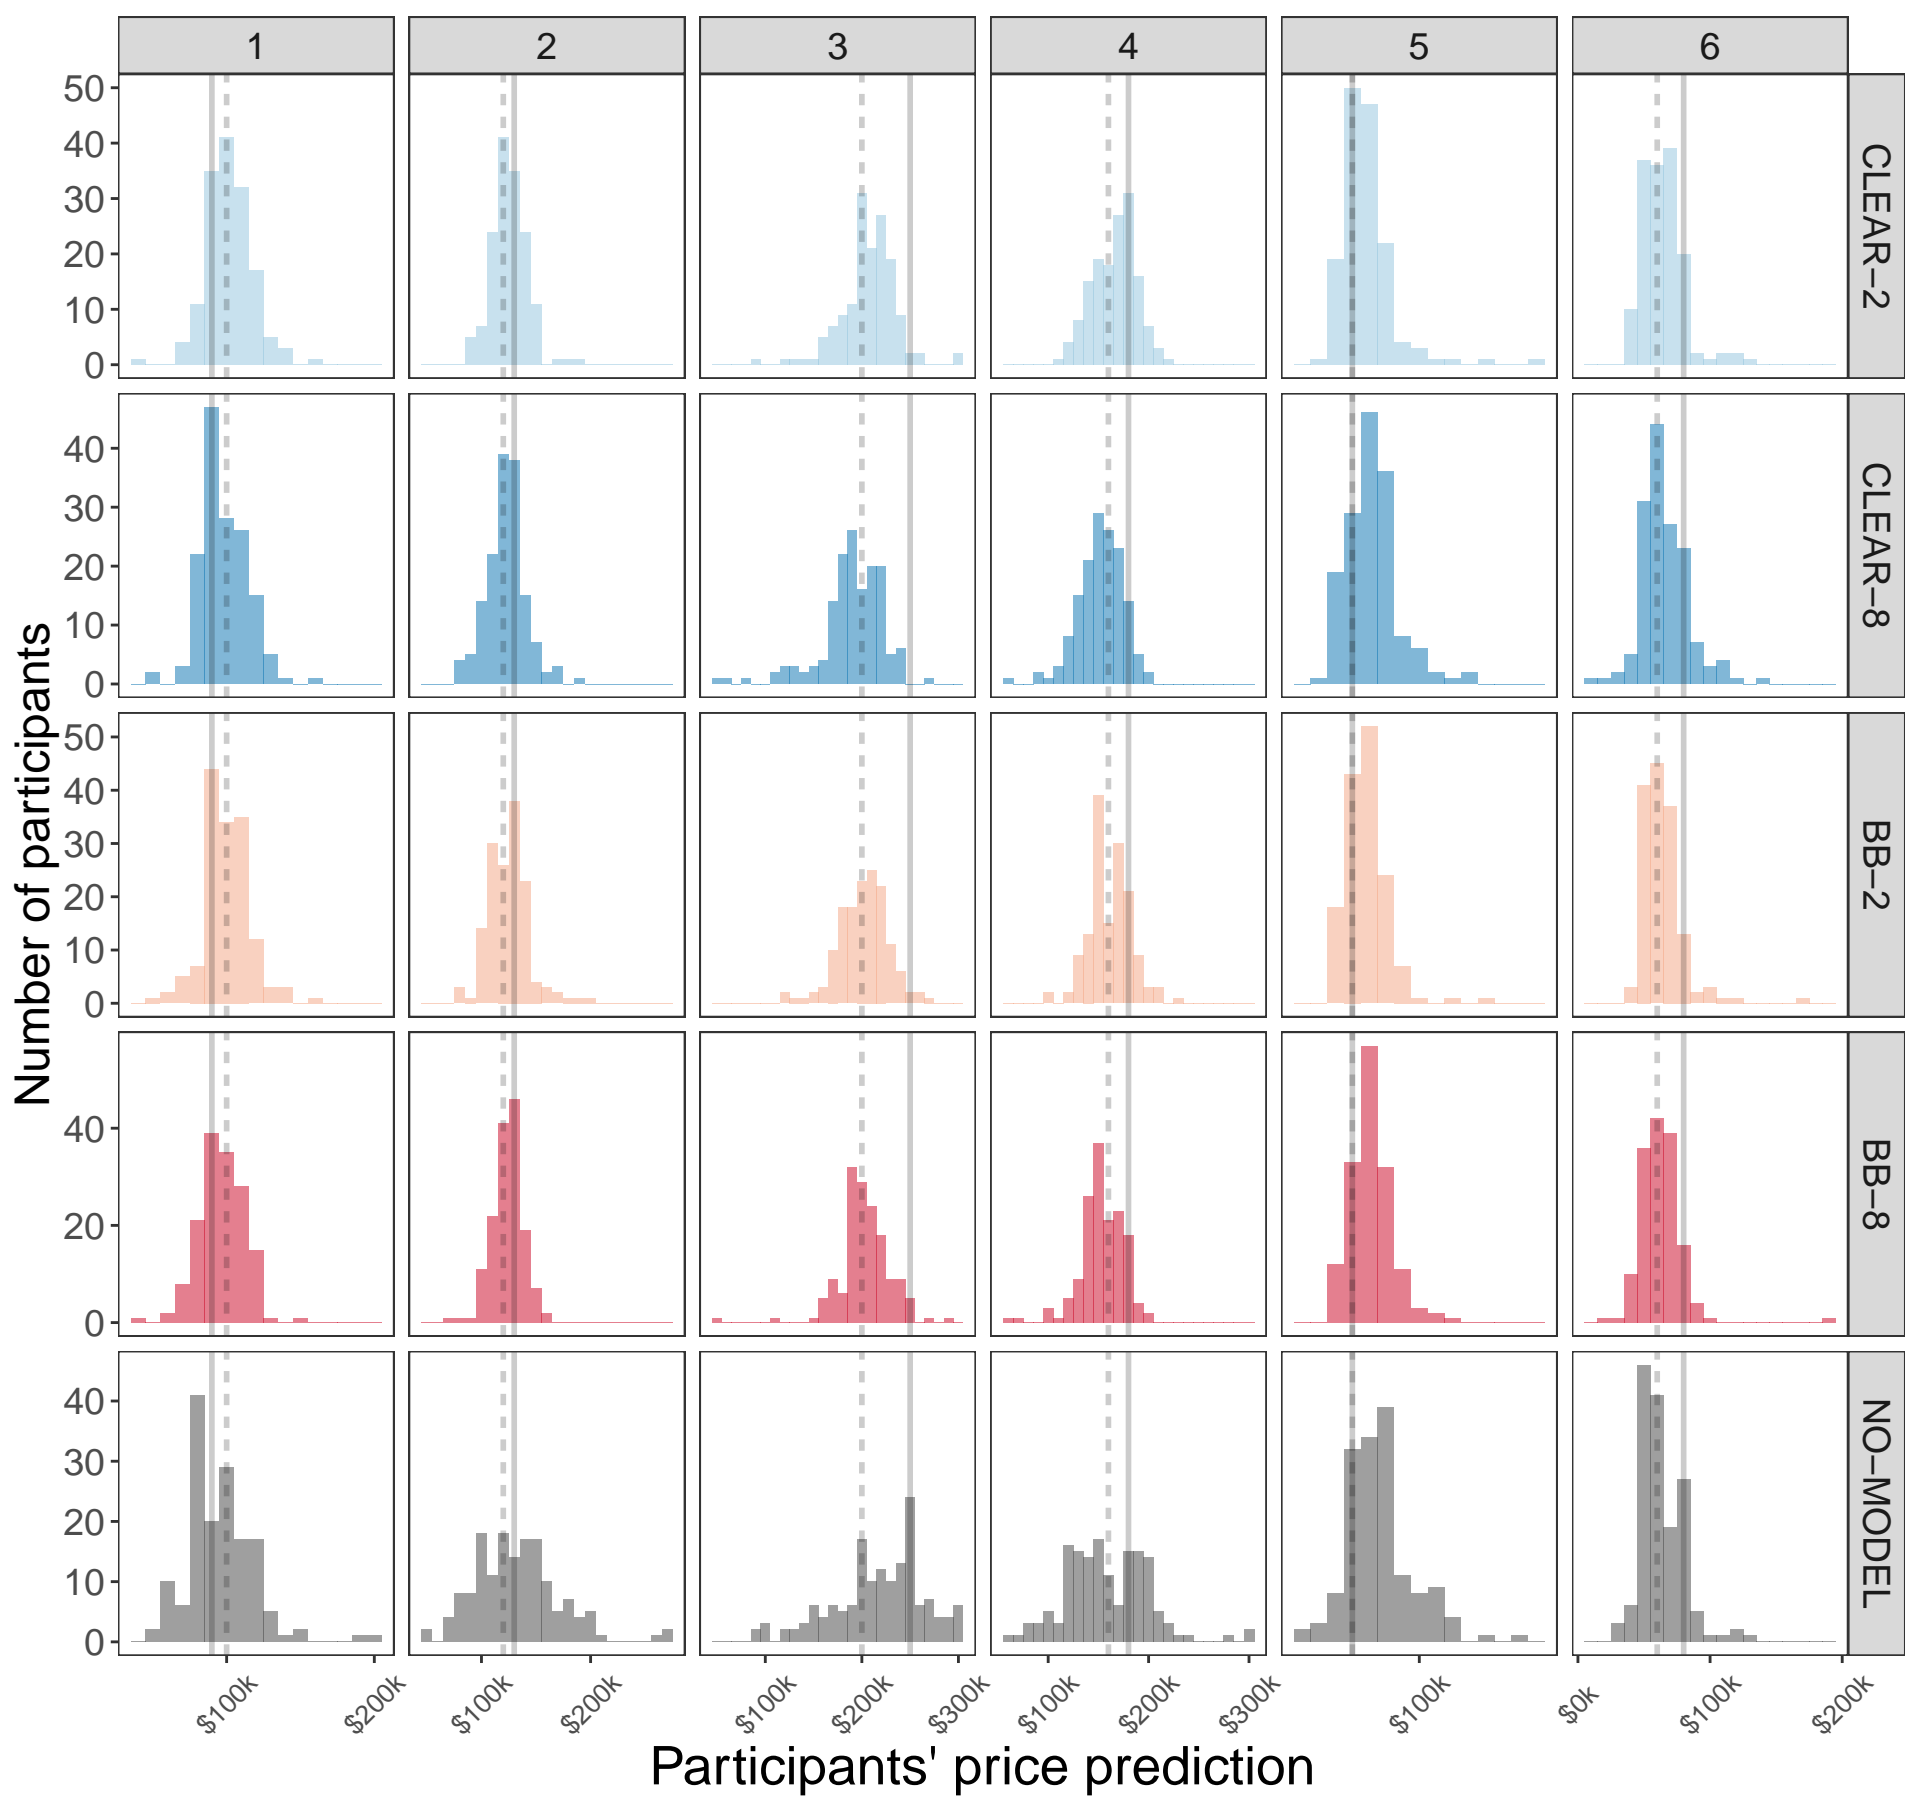 1 2 3 4 5 6
50
40
30
20
10
0
CLEAR−2
40
30
20
10
0
CLEAR−8
50
40
30
20
10
0
BB−2
40
20
0
BB−8
40
30
20
10
0
NO−MODEL
Number of participants
$100k $200k $100k $200k $100k $200k $300k $100k $200k $300k $100k $0k $100k $200k
Participants' price prediction